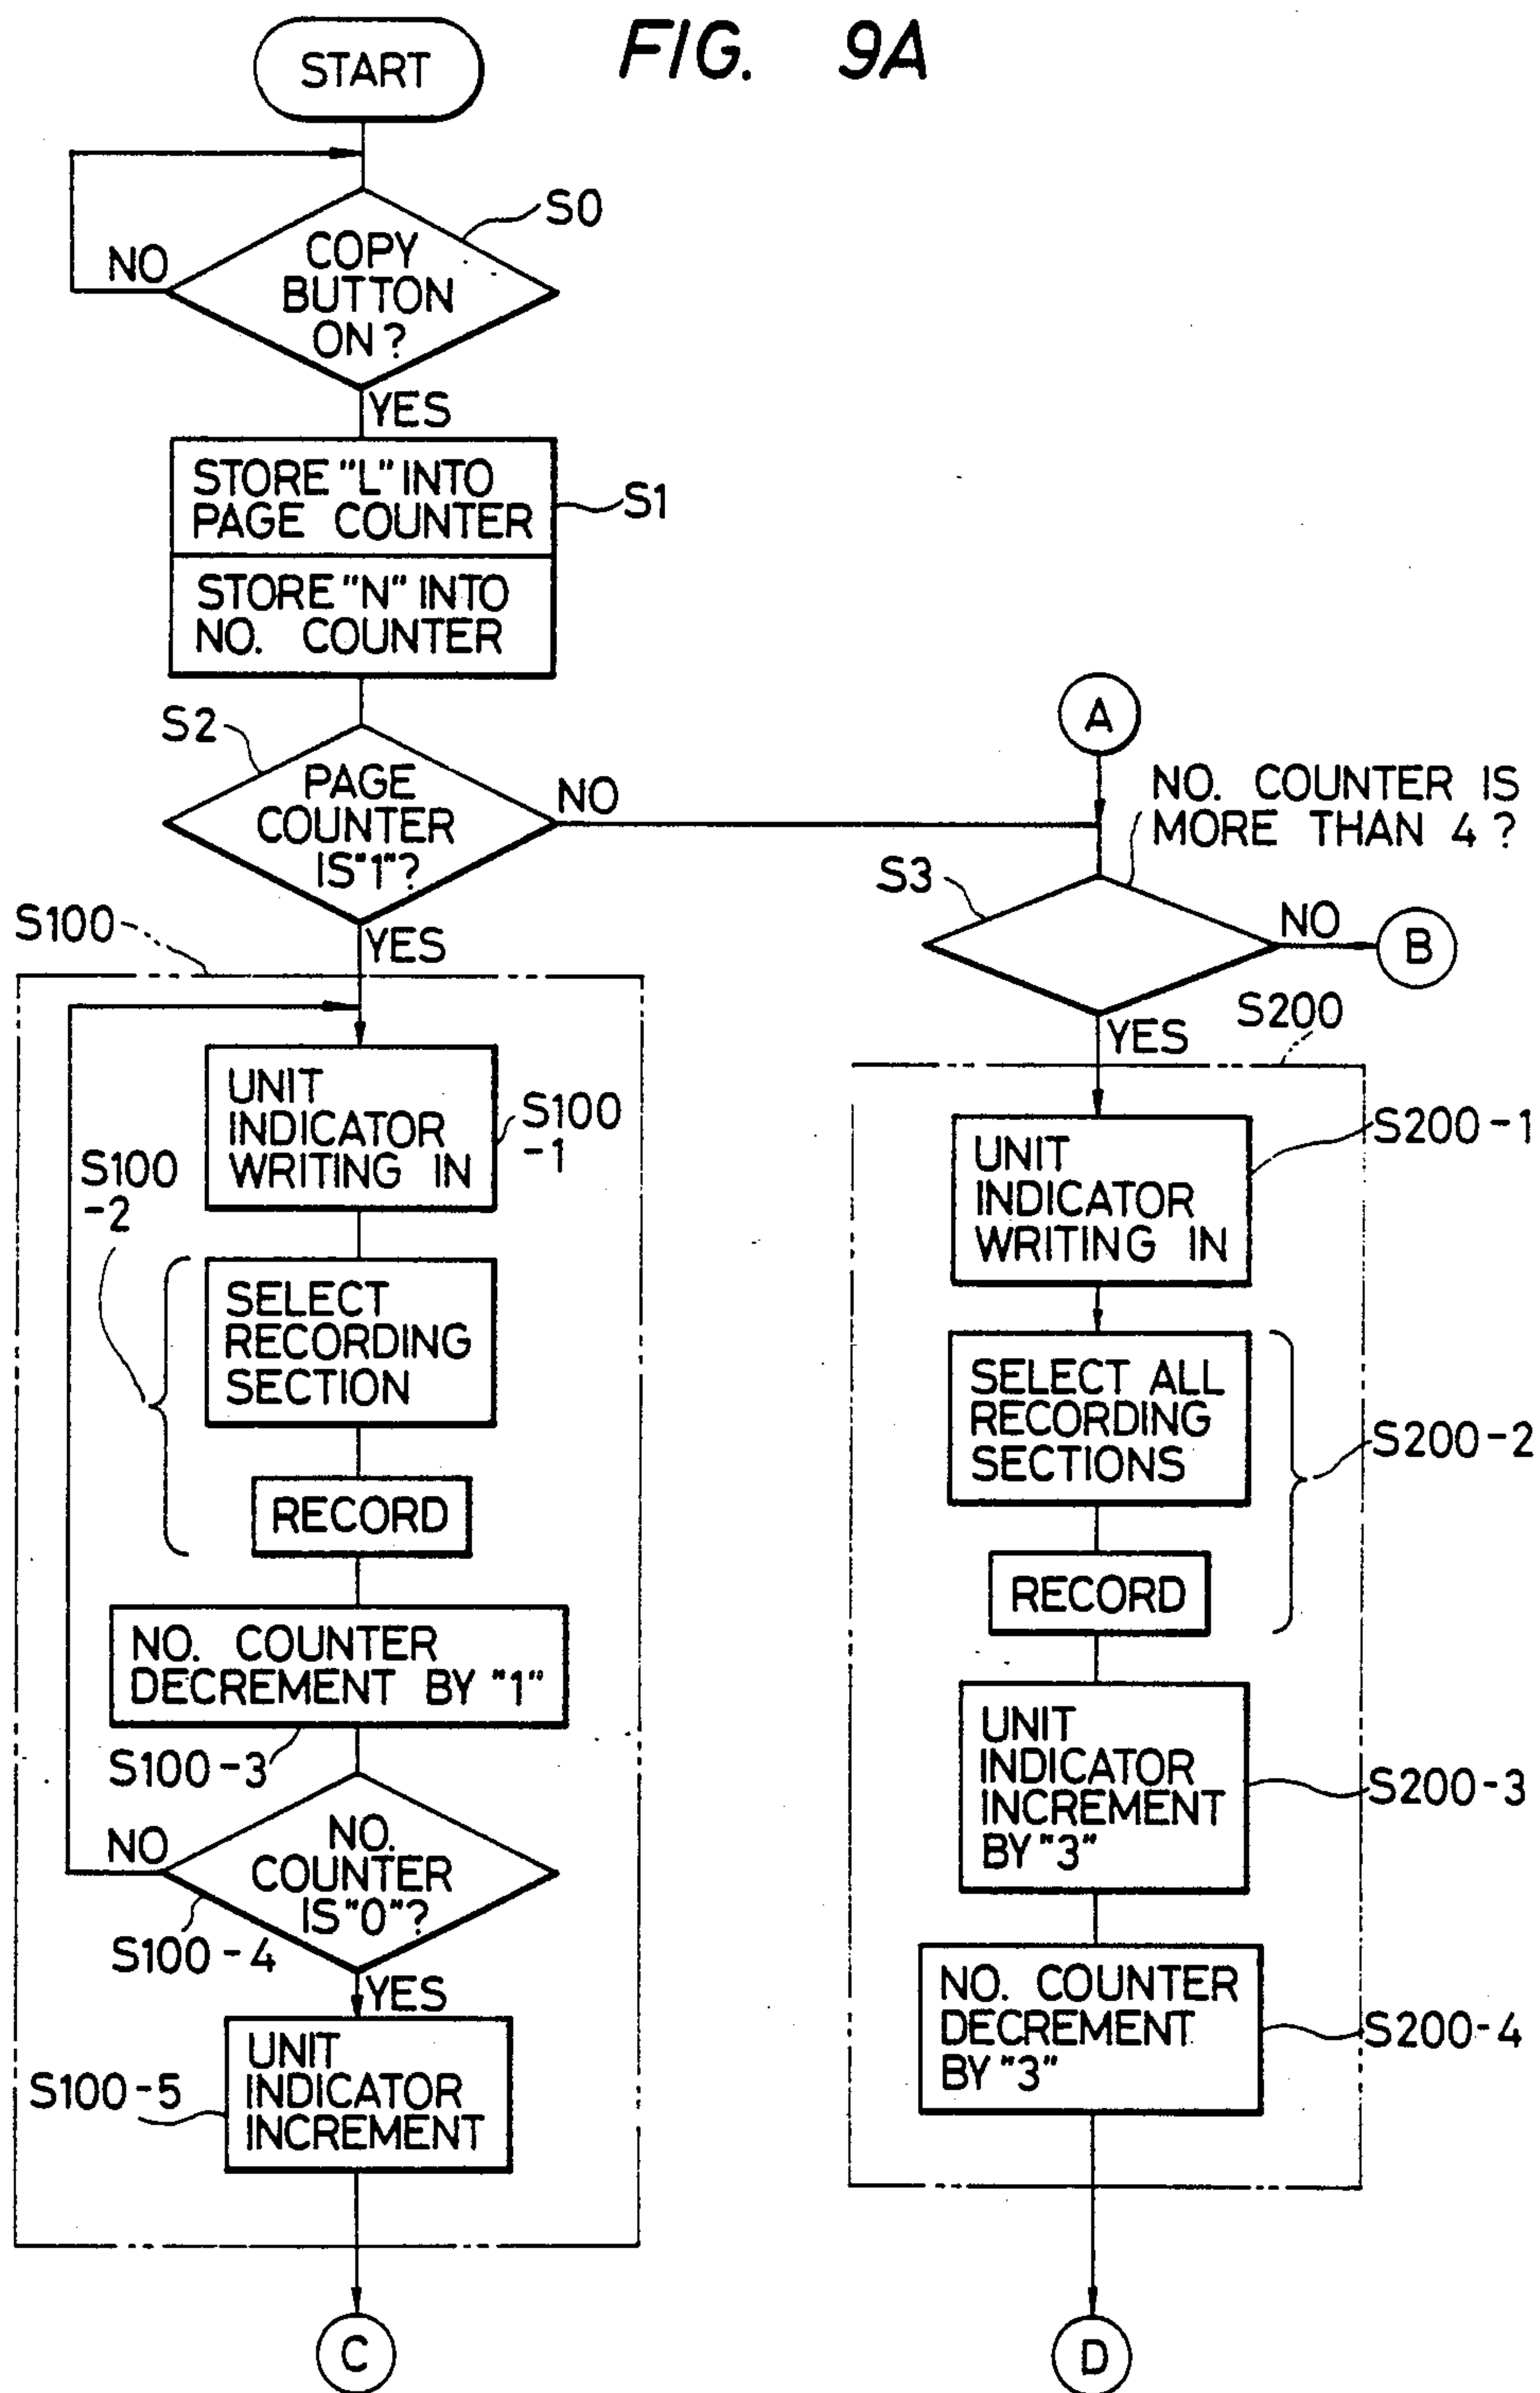 FIG. 9A
START
S0
NO
COPY
BUTTON
ON?
YES
STORE "L" INTO
PAGE COUNTER
S1
STORE "N" INTO
NO. COUNTER
S2
PAGE
COUNTER
IS "1"?
NO
YES
S100
UNIT
INDICATOR
WRITING IN
S100
-1
S100
-2
SELECT
RECORDING
SECTION
RECORD
NO. COUNTER
DECREMENT BY "1"
S100-3
NO
NO.
COUNTER
IS "0"?
S100-4
YES
UNIT
INDICATOR
INCREMENT
S100-5
C
A
NO. COUNTER IS
MORE THAN 4?
S3
NO
B
YES
S200
UNIT
INDICATOR
WRITING IN
S200-1
SELECT ALL
RECORDING
SECTIONS
S200-2
RECORD
UNIT
INDICATOR
INCREMENT
BY "3"
S200-3
NO. COUNTER
DECREMENT
BY "3"
S200-4
D